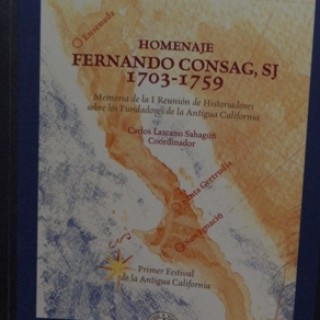 Ensenada
HOMENAJE
FERNANDO CONSAG, SJ
1703-1759
Memoria de la I Reunión de Historiadores
sobre los Fundadores de la Antigua California
Carlos Lazcano Sahagún
Coordinador
Santa Gertrudis
San Ignacio
Primer Festival
de la Antigua California